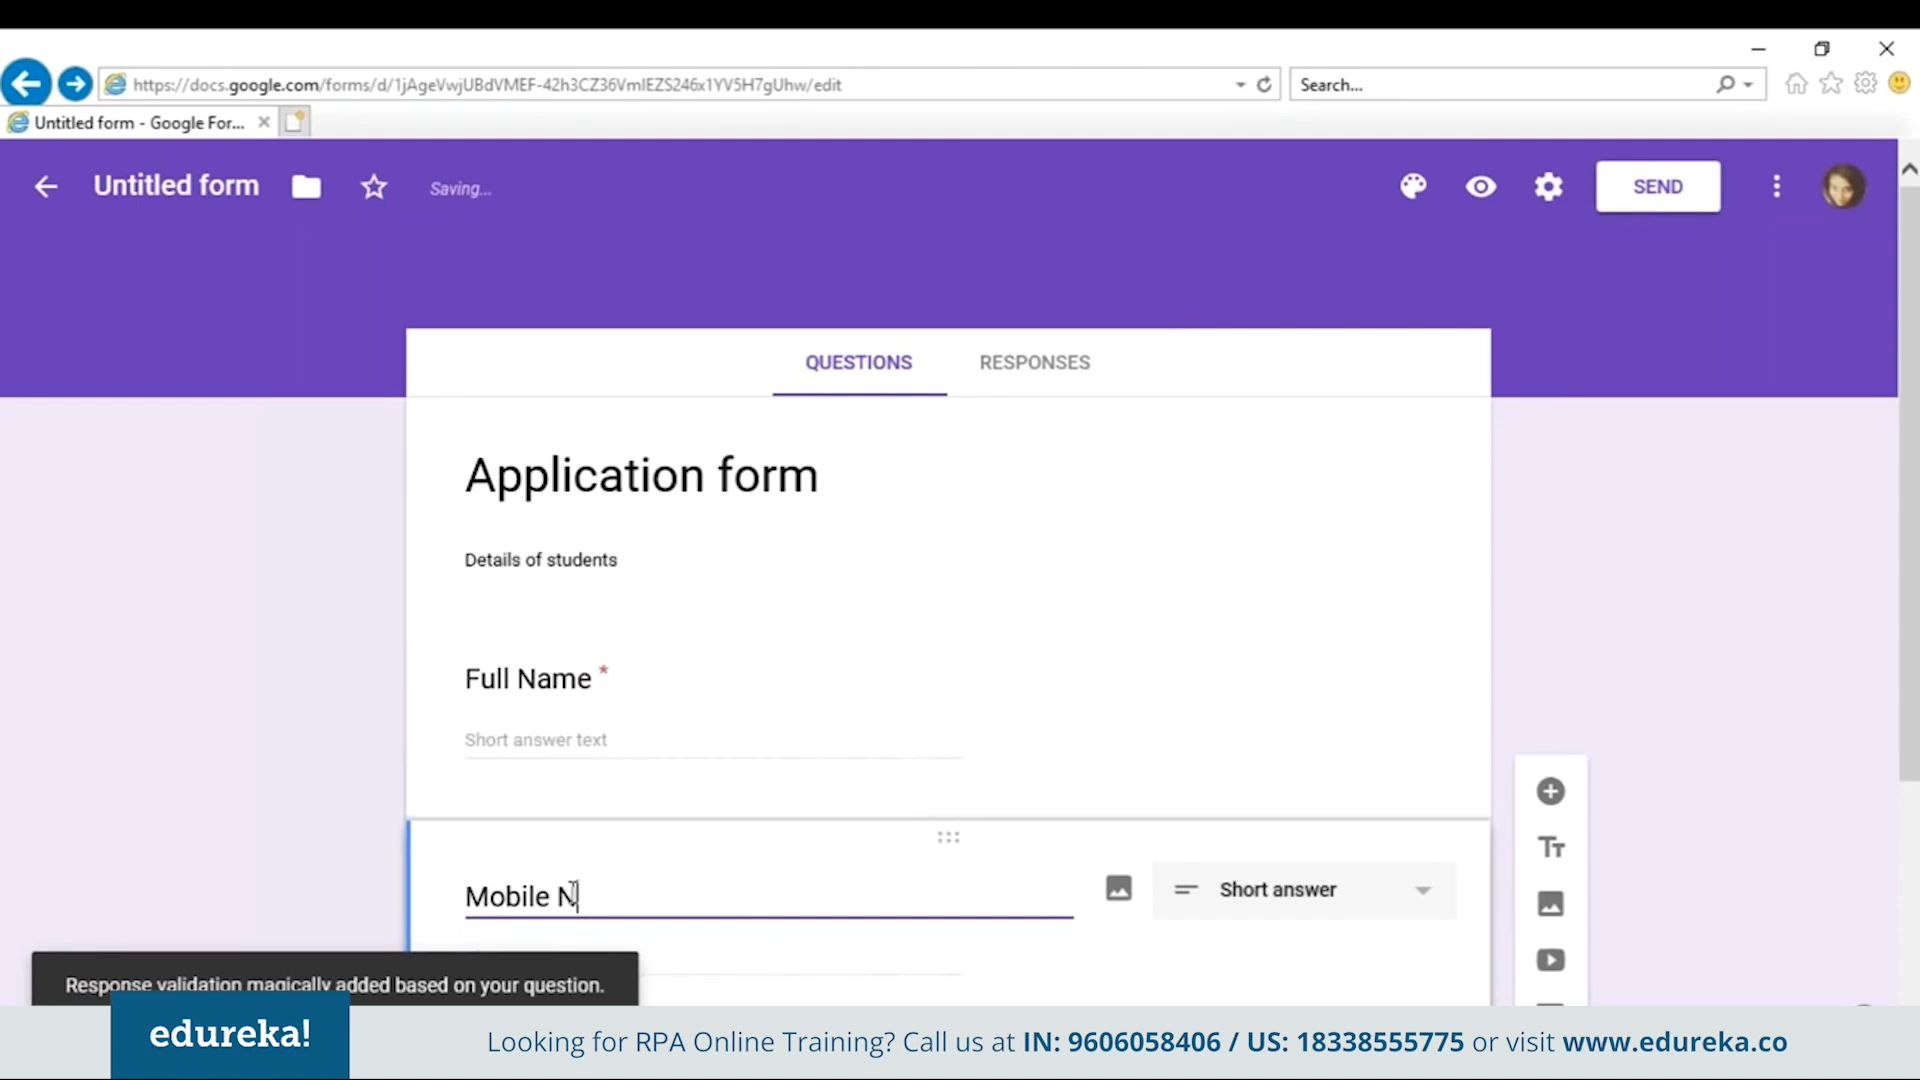 https://docs.google.com/forms/d/1jAgeVwjUBdVMEF-42h3CZ36VmlEZS246x1YV5H7gUhw/edit
Search...
Untitled form - Google For...
Untitled form
Saving...
SEND
QUESTIONS
RESPONSES
Application form
Details of students
Full Name *
Short answer text
Mobile N
Short answer
Response validation magically added based on your question.
edureka!
Looking for RPA Online Training? Call us at IN: 9606058406 / US: 18338555775 or visit www.edureka.co